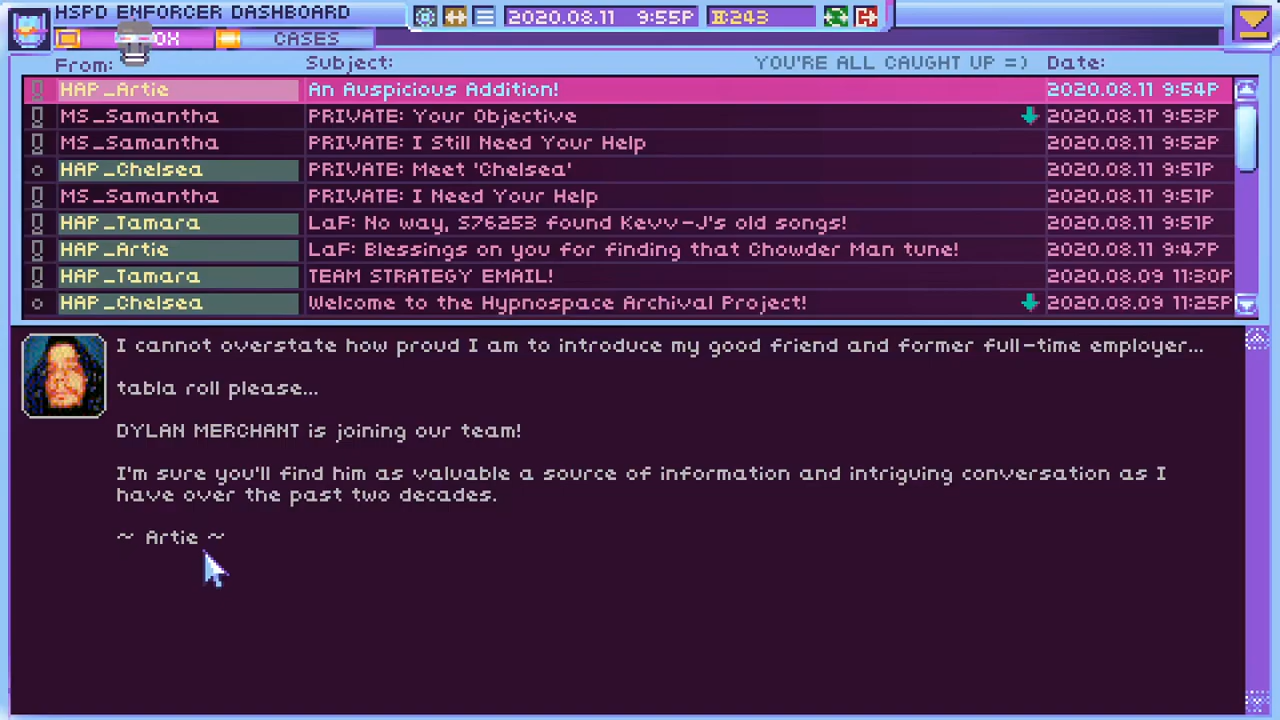 HSPD ENFORCER DASHBOARD
2020.08.11 9:55P
243
OX
CASES
From: Subject: YOU'RE ALL CAUGHT UP =) Date:
HAP_Artie An Auspicious Addition! 2020.08.11 9:54P
MS_Samantha PRIVATE: Your Objective 2020.08.11 9:53P
MS_Samantha PRIVATE: I Still Need Your Help 2020.08.11 9:52P
HAP_Chelsea PRIVATE: Meet 'Chelsea' 2020.08.11 9:51P
MS_Samantha PRIVATE: I Need Your Help 2020.08.11 9:51P
HAP_Tamara LaF: No way, S76253 found Kevv-J's old songs! 2020.08.11 9:51P
HAP_Artie LaF: Blessings on you for finding that Chowder Man tune! 2020.08.11 9:47P
HAP_Tamara TEAM STRATEGY EMAIL! 2020.08.09 11:30P
HAP_Chelsea Welcome to the Hypnospace Archival Project! 2020.08.09 11:25P
I cannot overstate how proud I am to introduce my good friend and former full-time employer...
tabla roll please...
DYLAN MERCHANT is joining our team!
I'm sure you'll find him as valuable a source of information and intriguing conversation as I
have over the past two decades.
~ Artie ~